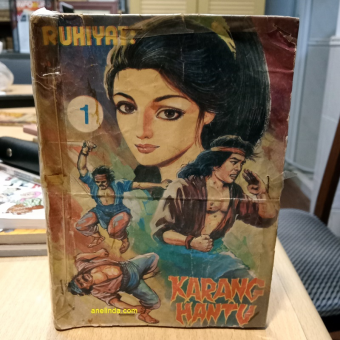 RUHIYAT:
1
KARANG
HANTU
anelinda.com